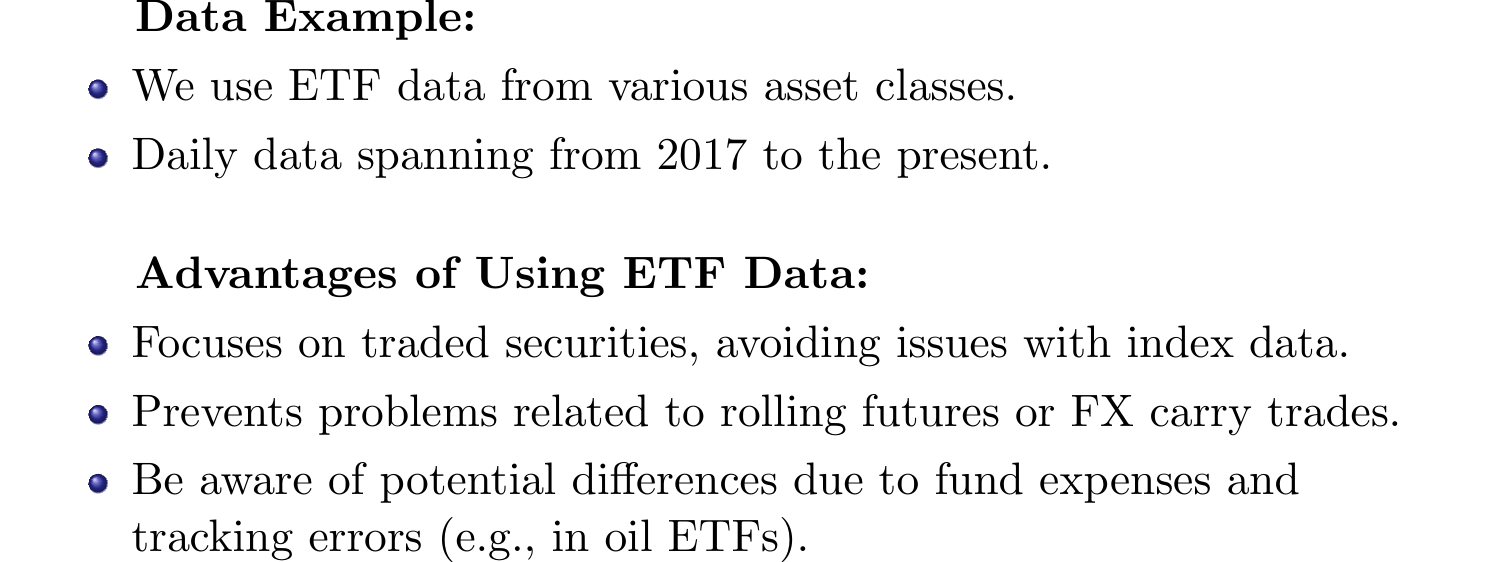 Data Example:
We use ETF data from various asset classes.
Daily data spanning from 2017 to the present.
Advantages of Using ETF Data:
Focuses on traded securities, avoiding issues with index data.
Prevents problems related to rolling futures or FX carry trades.
Be aware of potential differences due to fund expenses and
tracking errors (e.g., in oil ETFs).